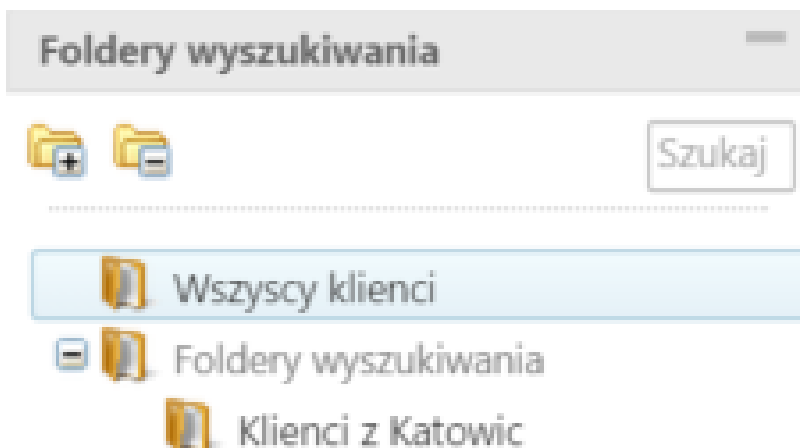 Foldery wyszukiwania
Szukaj
Wszyscy klienci
Foldery wyszukiwania
Klienci z Katowic